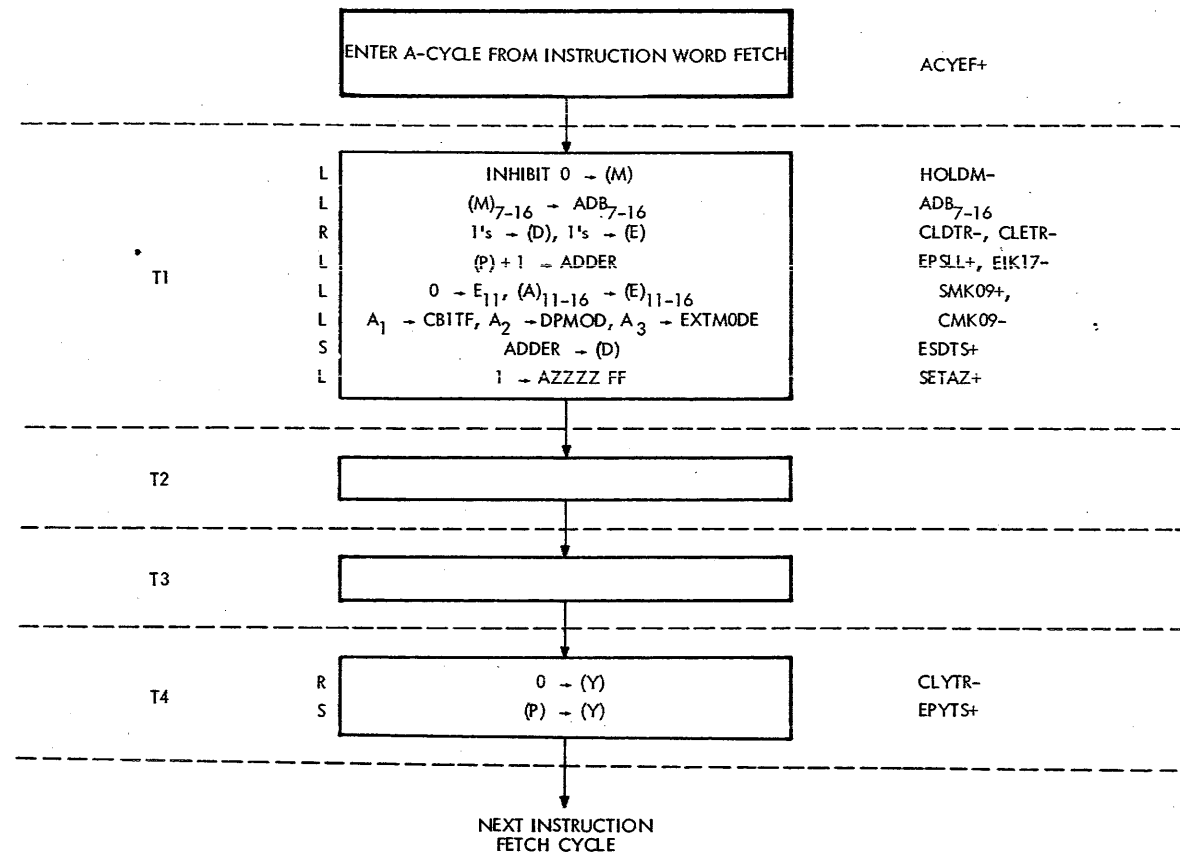 ENTER A-CYCLE FROM INSTRUCTION WORD FETCH ACYEF+
L INHIBIT 0 → (M) HOLDM-
L (M)7-16 → ADB7-16 ADB7-16
R 1's → (D), 1's → (E) CLDTR-, CLETR-
T1 L (P) + 1 → ADDER EPSLL+, EIK17-
L 0 → E11, (A)11-16 → (E)11-16 SMK09+,
L A1 → CB1TF, A2 → DPMOD, A3 → EXTM0DE CMK09-
S ADDER → (D) ESDTS+
L 1 → AZZZZ FF SETAZ+
T2
T3
R 0 → (Y) CLYTR-
T4
S (P) → (Y) EPYTS+
NEXT INSTRUCTION
FETCH CYCLE